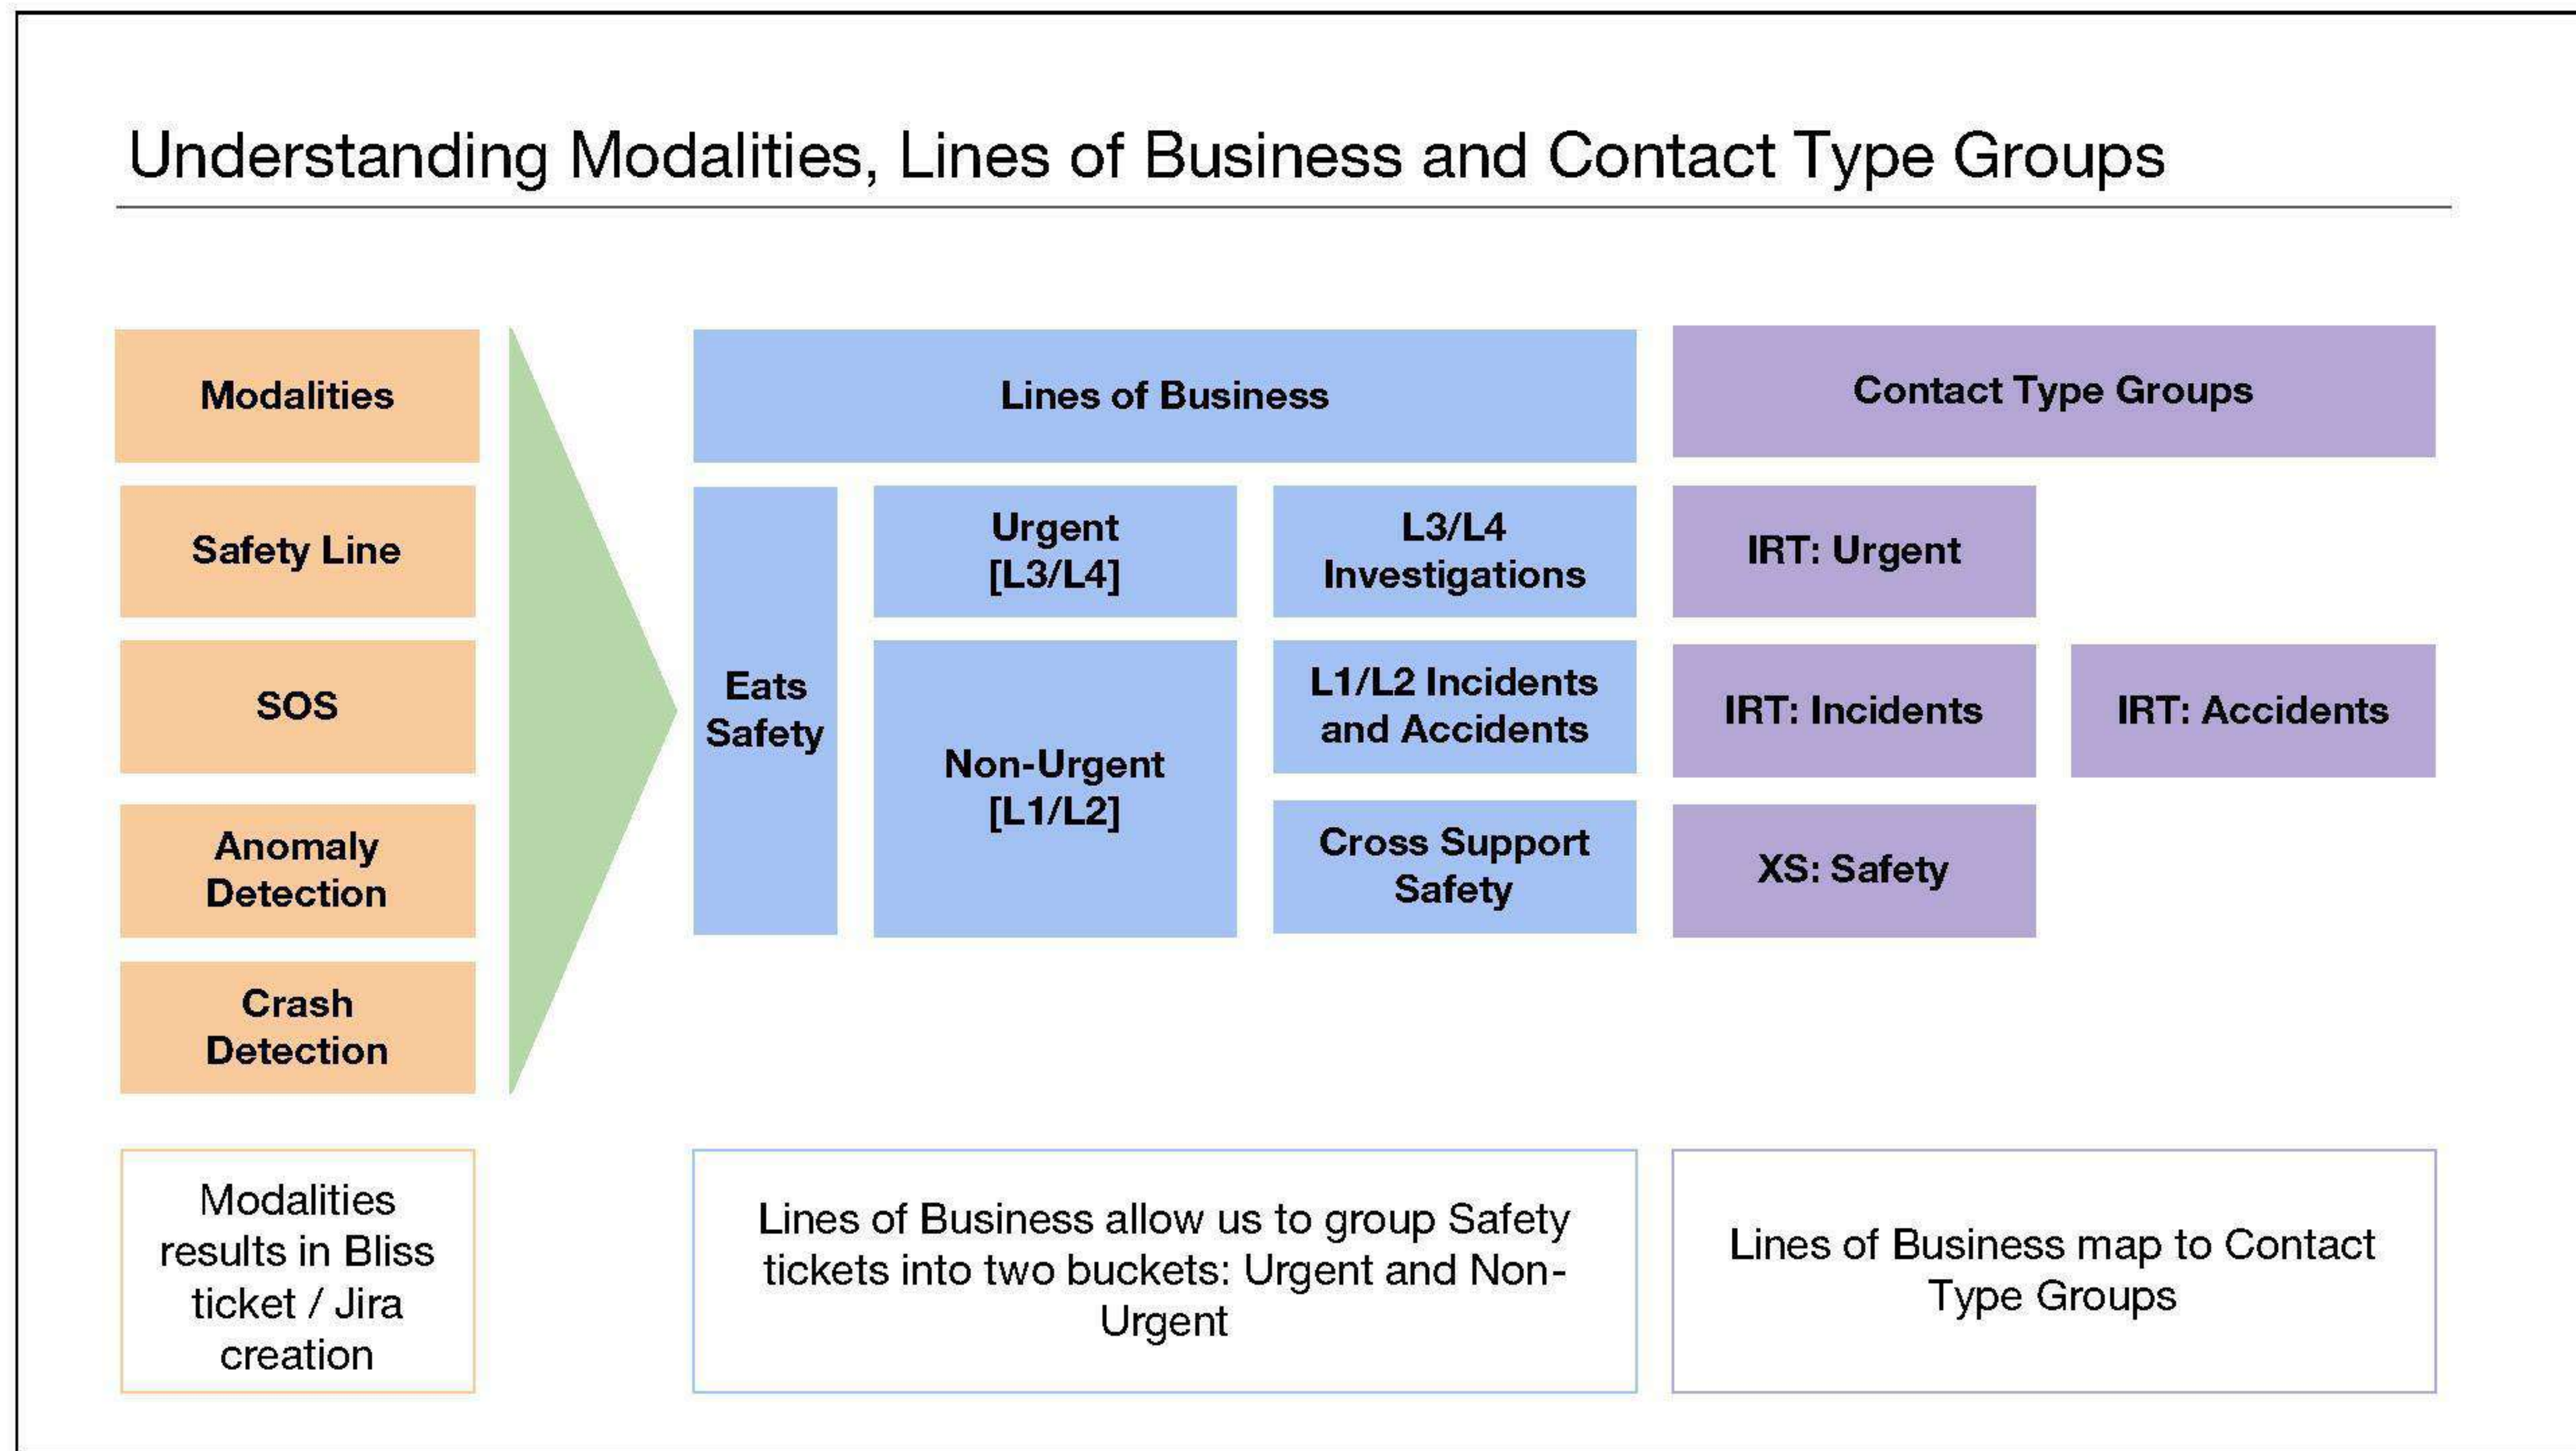 Understanding Modalities, Lines of Business and Contact Type Groups
Modalities
Lines of Business
Contact Type Groups
Safety Line
SOS
Anomaly
Detection
Crash
Detection
Eats
Safety
Urgent
[L3/L4]
Non-Urgent
[L1/L2]
L3/L4
Investigations
L1/L2 Incidents
and Accidents
Cross Support
Safety
IRT: Urgent
IRT: Incidents
IRT: Accidents
XS: Safety
Modalities
results in Bliss
ticket / Jira
creation
Lines of Business allow us to group Safety
tickets into two buckets: Urgent and Non-
Urgent
Lines of Business map to Contact
Type Groups